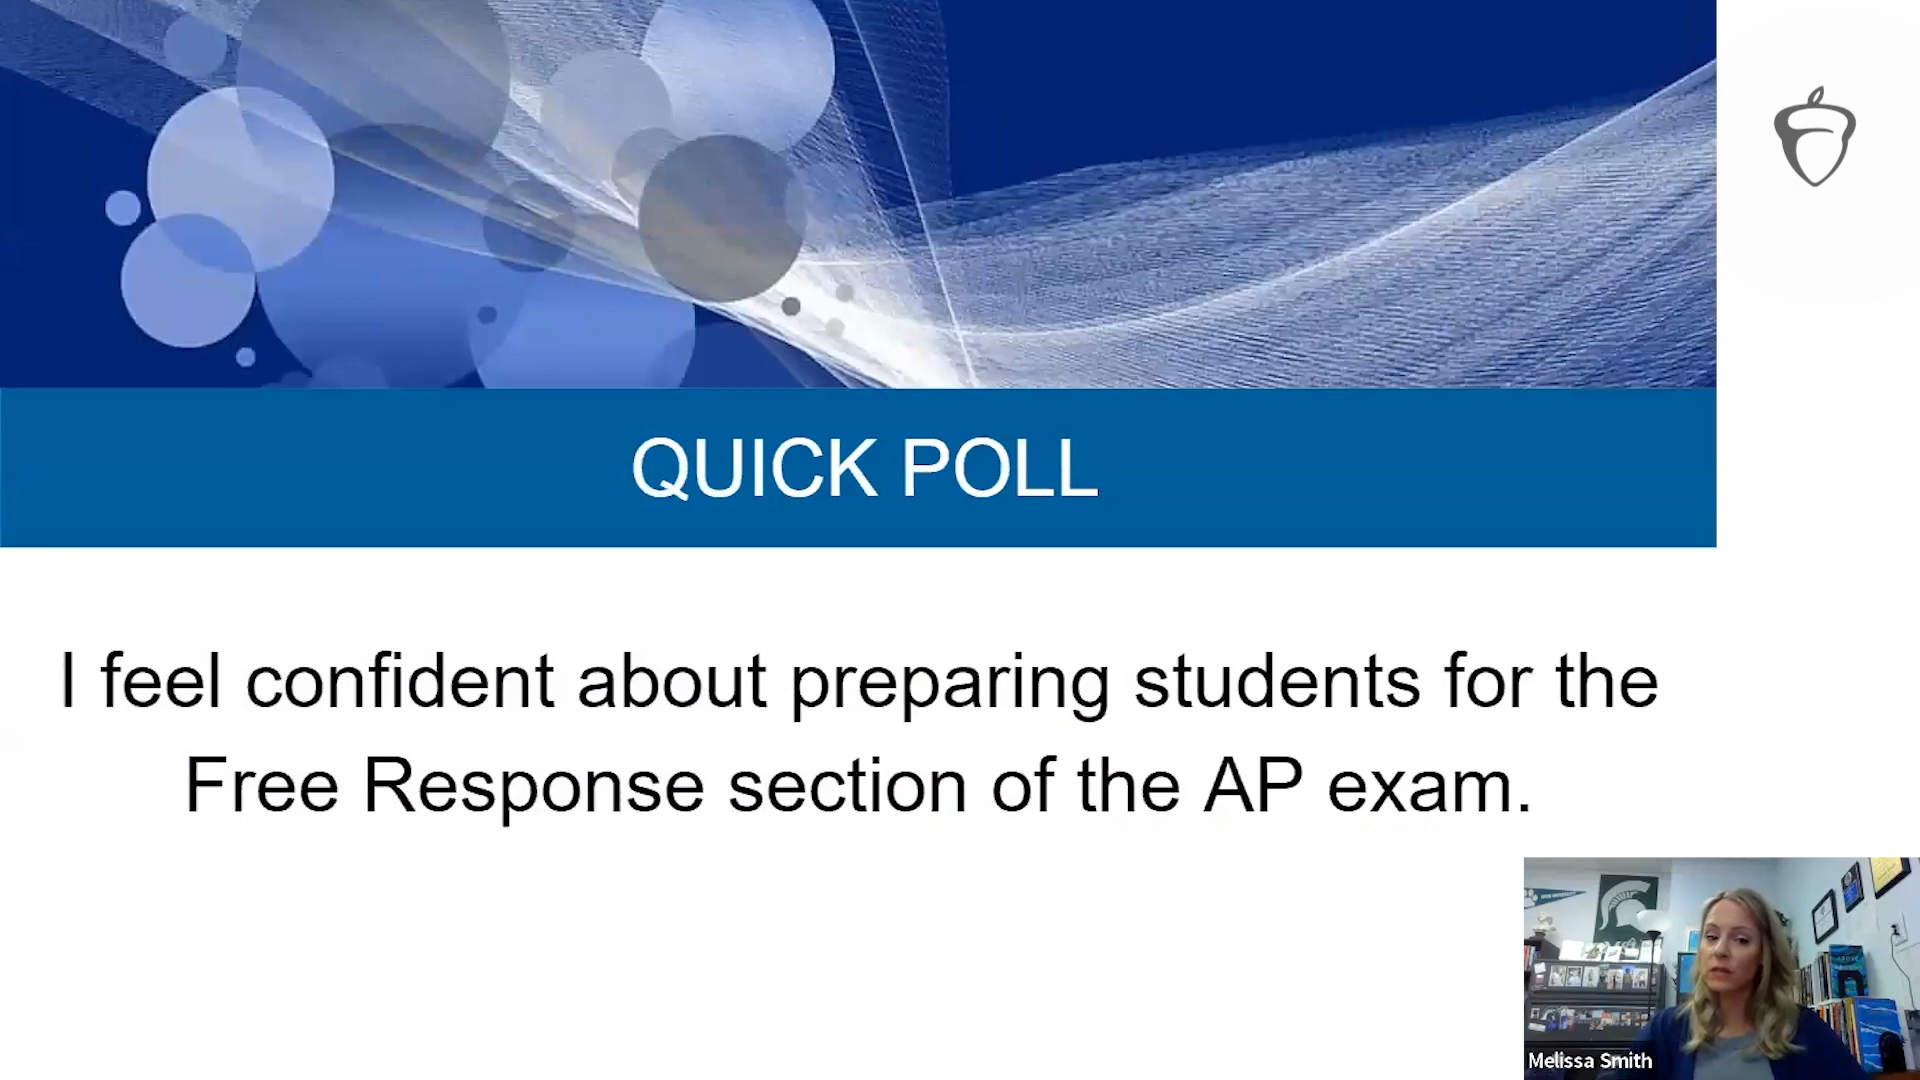 QUICK POLL
I feel confident about preparing students for the
Free Response section of the AP exam.
Melissa Smith